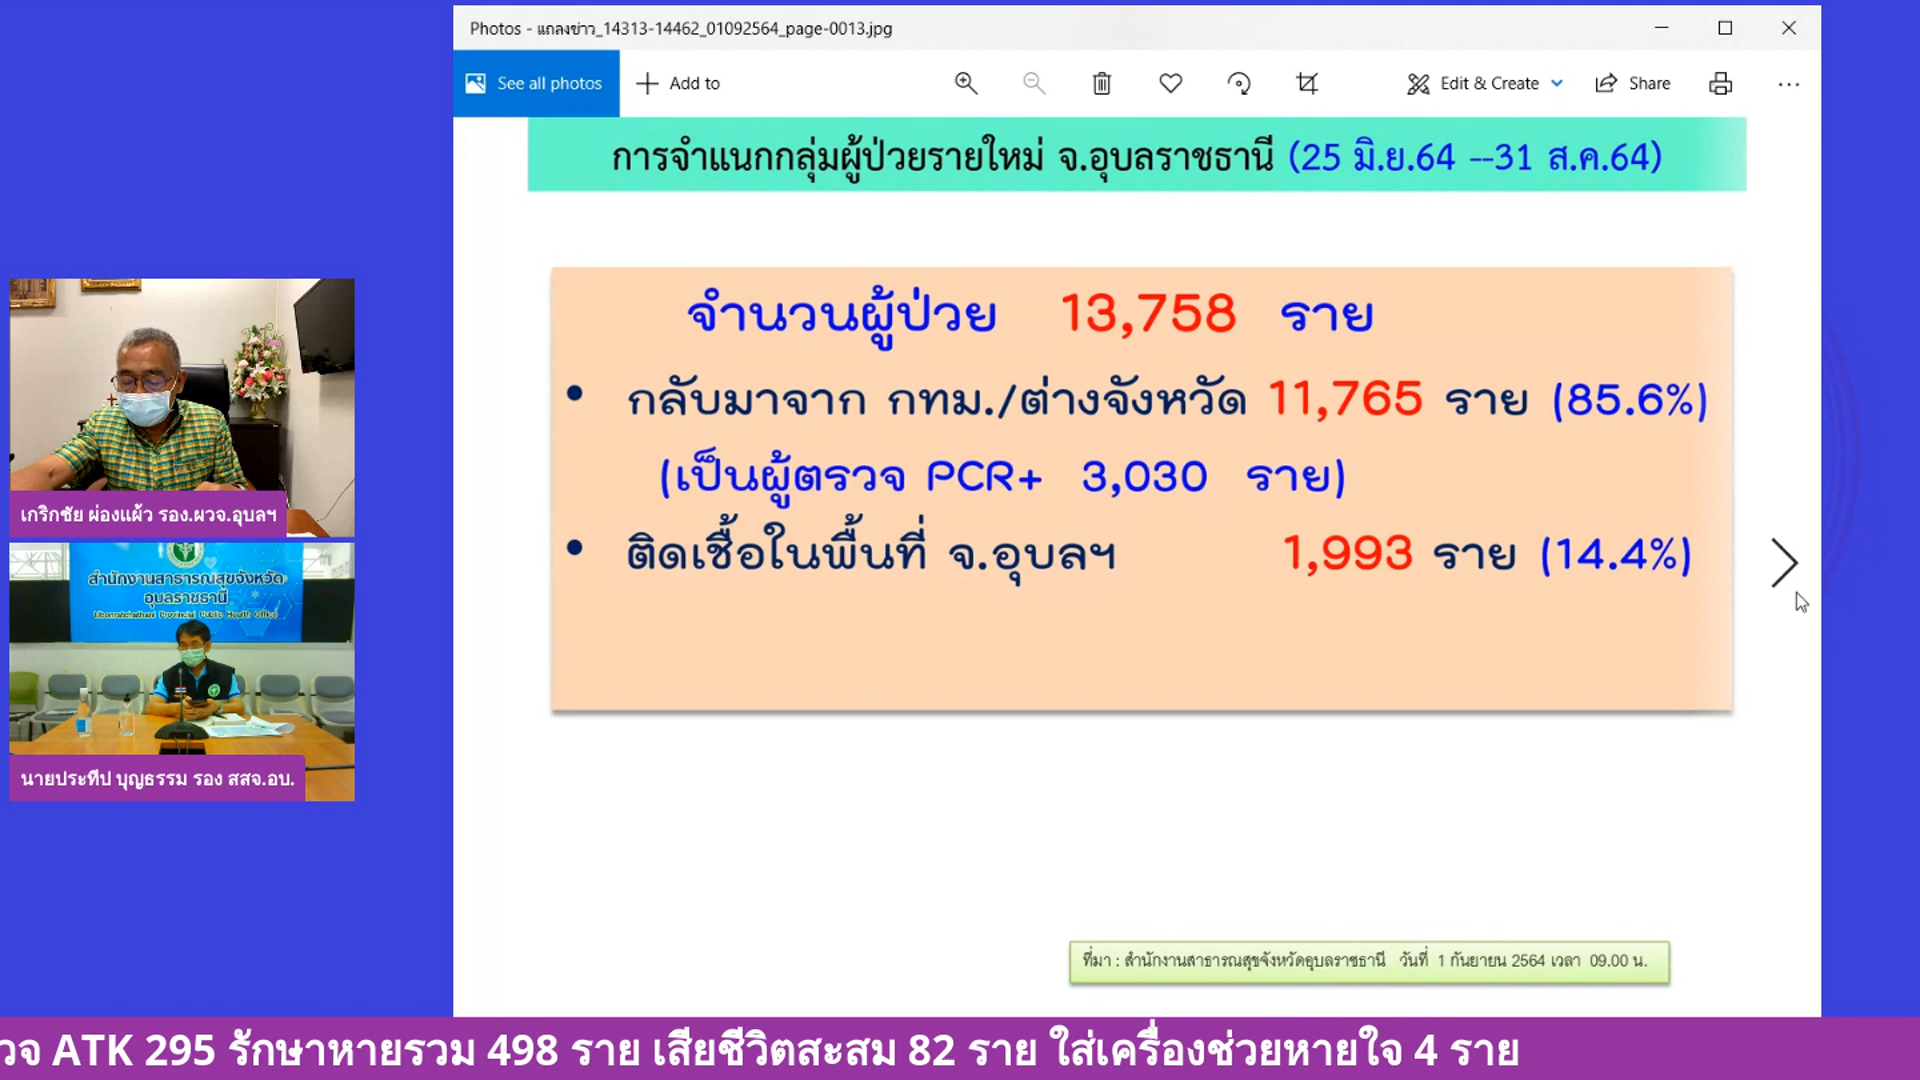 Photos - แถลงข่าว_14313-14462_01092564_page-0013.jpg
See all photos
Add to
Edit & Create
Share
การจำแนกกลุ่มผู้ป่วยรายใหม่ จ.อุบลราชธานี (25 มิ.ย.64 --31 ส.ค.64)
จำนวนผู้ป่วย 13,758 ราย
• กลับมาจาก กทม./ต่างจังหวัด 11,765 ราย (85.6%)
(เป็นผู้ตรวจ PCR+ 3,030 ราย)
• ติดเชื้อในพื้นที่ จ.อุบลฯ 1,993 ราย (14.4%)
เกริกชัย ผ่องแผ้ว รอง.ผวจ.อุบลฯ
สำนักงานสาธารณสุขจังหวัด
อุบลราชธานี
Ubonratchathani Provincial Public Health Office
นายประทีป บุญธรรม รอง สสจ.อบ.
ที่มา : สำนักงานสาธารณสุขจังหวัดอุบลราชธานี วันที่ 1 กันยายน 2564 เวลา 09.00 น.
วจ ATK 295 รักษาหายรวม 498 ราย เสียชีวิตสะสม 82 ราย ใส่เครื่องช่วยหายใจ 4 ราย